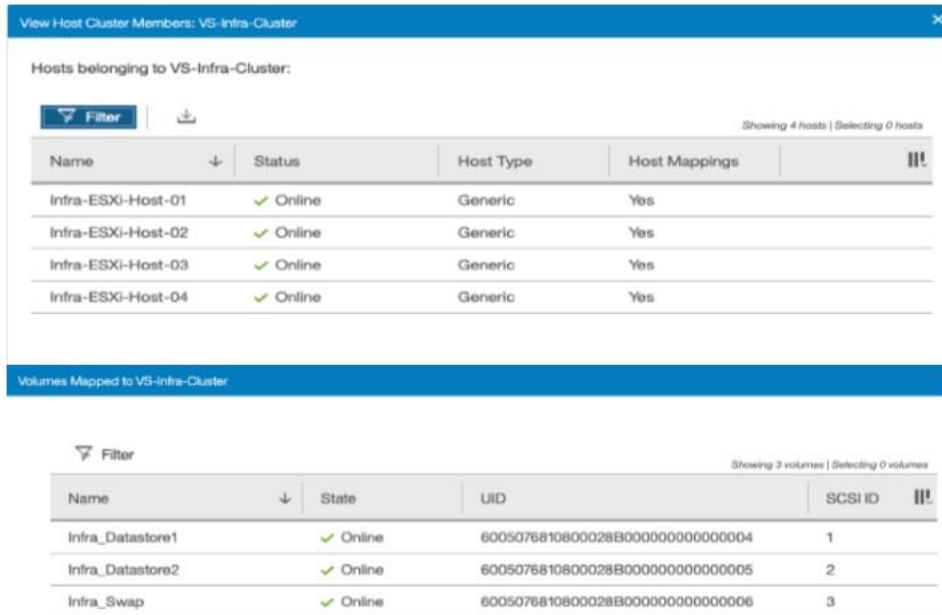 View Host Cluster Members: VS-Infra-Cluster
Hosts belonging to VS-Infra-Cluster:
Filter
Showing 4 hosts | Selecting 0 hosts
Name Status Host Type Host Mappings
Infra-ESXi-Host-01 Online Generic Yes
Infra-ESXi-Host-02 Online Generic Yes
Infra-ESXi-Host-03 Online Generic Yes
Infra-ESXi-Host-04 Online Generic Yes
Volumes Mapped to VS-Infra-Cluster
Filter
Showing 3 volumes | Selecting 0 volumes
Name State UID SCSI ID
Infra_Datastore1 Online 6005076810800028B000000000000004 1
Infra_Datastore2 Online 6005076810800028B000000000000005 2
Infra_Swap Online 6005076810800028B000000000000006 3